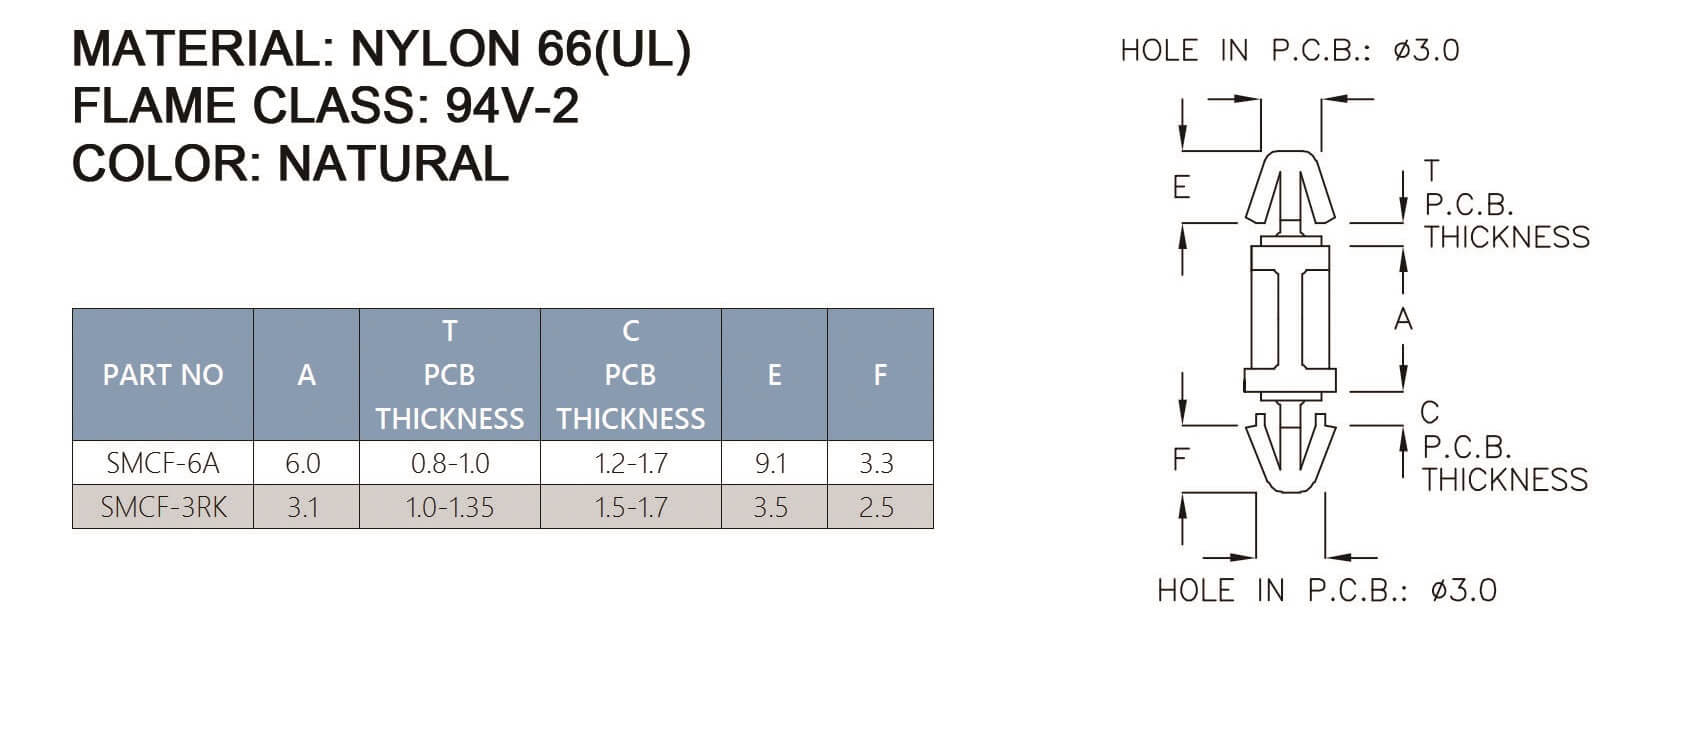 MATERIAL: NYLON 66(UL)
FLAME CLASS: 94V-2
COLOR: NATURAL
PART NO A T PCB THICKNESS C PCB THICKNESS E F
SMCF-6A 6.0 0.8-1.0 1.2-1.7 9.1 3.3
SMCF-3RK 3.1 1.0-1.35 1.5-1.7 3.5 2.5
HOLE IN P.C.B.: ø3.0
E
T
P.C.B.
THICKNESS
A
C
P.C.B.
THICKNESS
F
HOLE IN P.C.B.: ø3.0